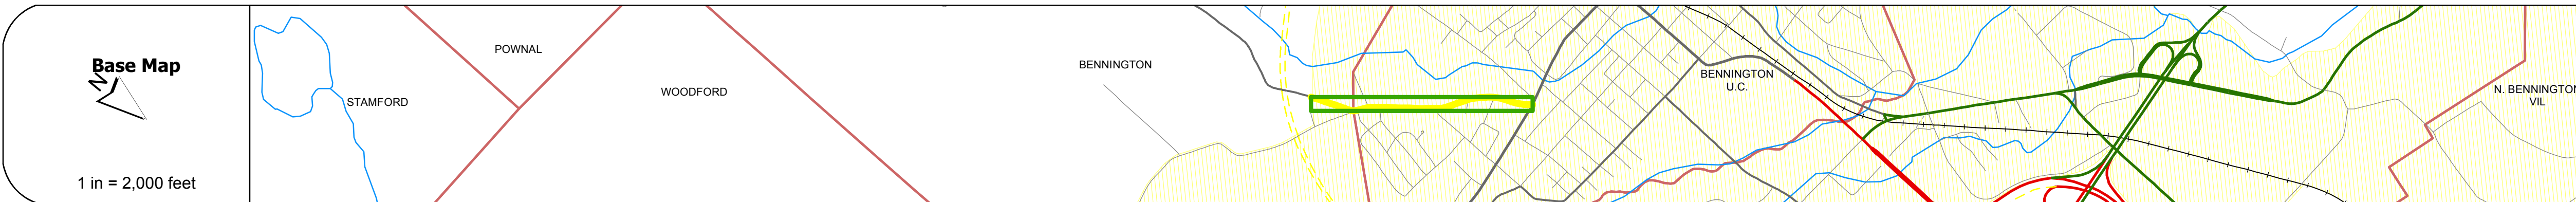 Base Map
N
1 in = 2,000 feet
POWNAL
STAMFORD
WOODFORD
BENNINGTON
BENNINGTON
U.C.
N. BENNINGTON
VIL